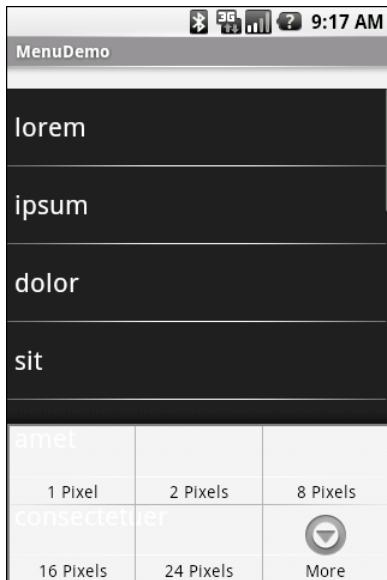 3G 9:17 AM
MenuDemo
lorem
ipsum
dolor
sit
amet
1 Pixel 2 Pixels 8 Pixels
consectetuer
16 Pixels 24 Pixels More